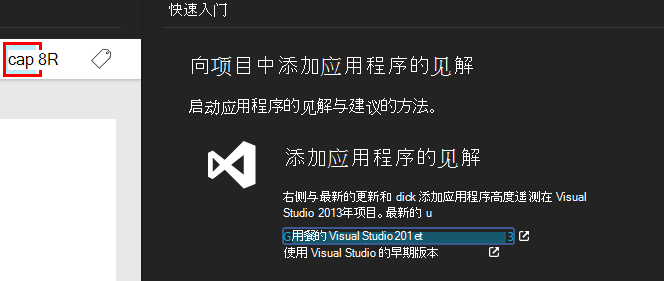 快速入门
cap 8R
向项目中添加应用程序的见解
启动应用程序的见解与建议的方法。
添加应用程序的见解
右侧与最新的更新和 dick 添加应用程序高度遥测在 Visual
Studio 2013年项目。最新的 u
G用餐的 Visual Studio 201 et 3
使用 Visual Studio 的早期版本